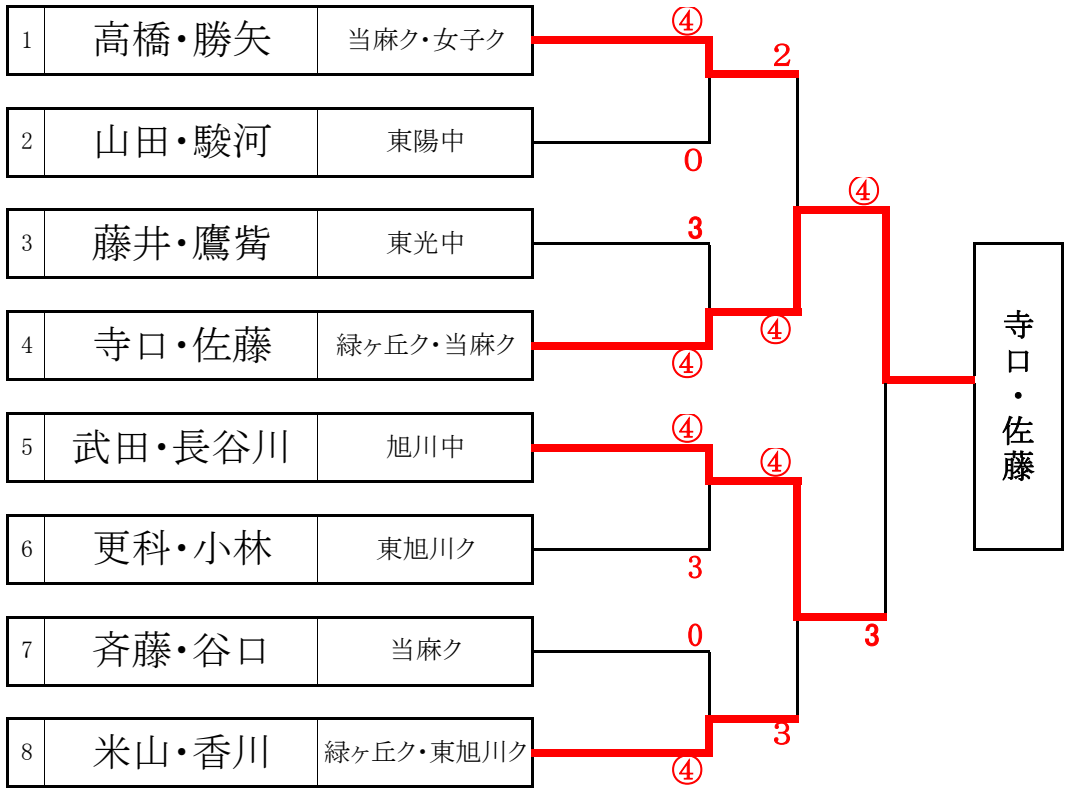 1 高橋・勝矢 当麻ク・女子ク
④
2
2 山田・駿河 東陽中
0
④
3 藤井・鷹觜 東光中
3
④
4 寺口・佐藤 緑ヶ丘ク・当麻ク
④
寺口・佐藤
5 武田・長谷川 旭川中
④
④
6 更科・小林 東旭川ク
3
3
7 斉藤・谷口 当麻ク
0
3
8 米山・香川 緑ヶ丘ク・東旭川ク
④